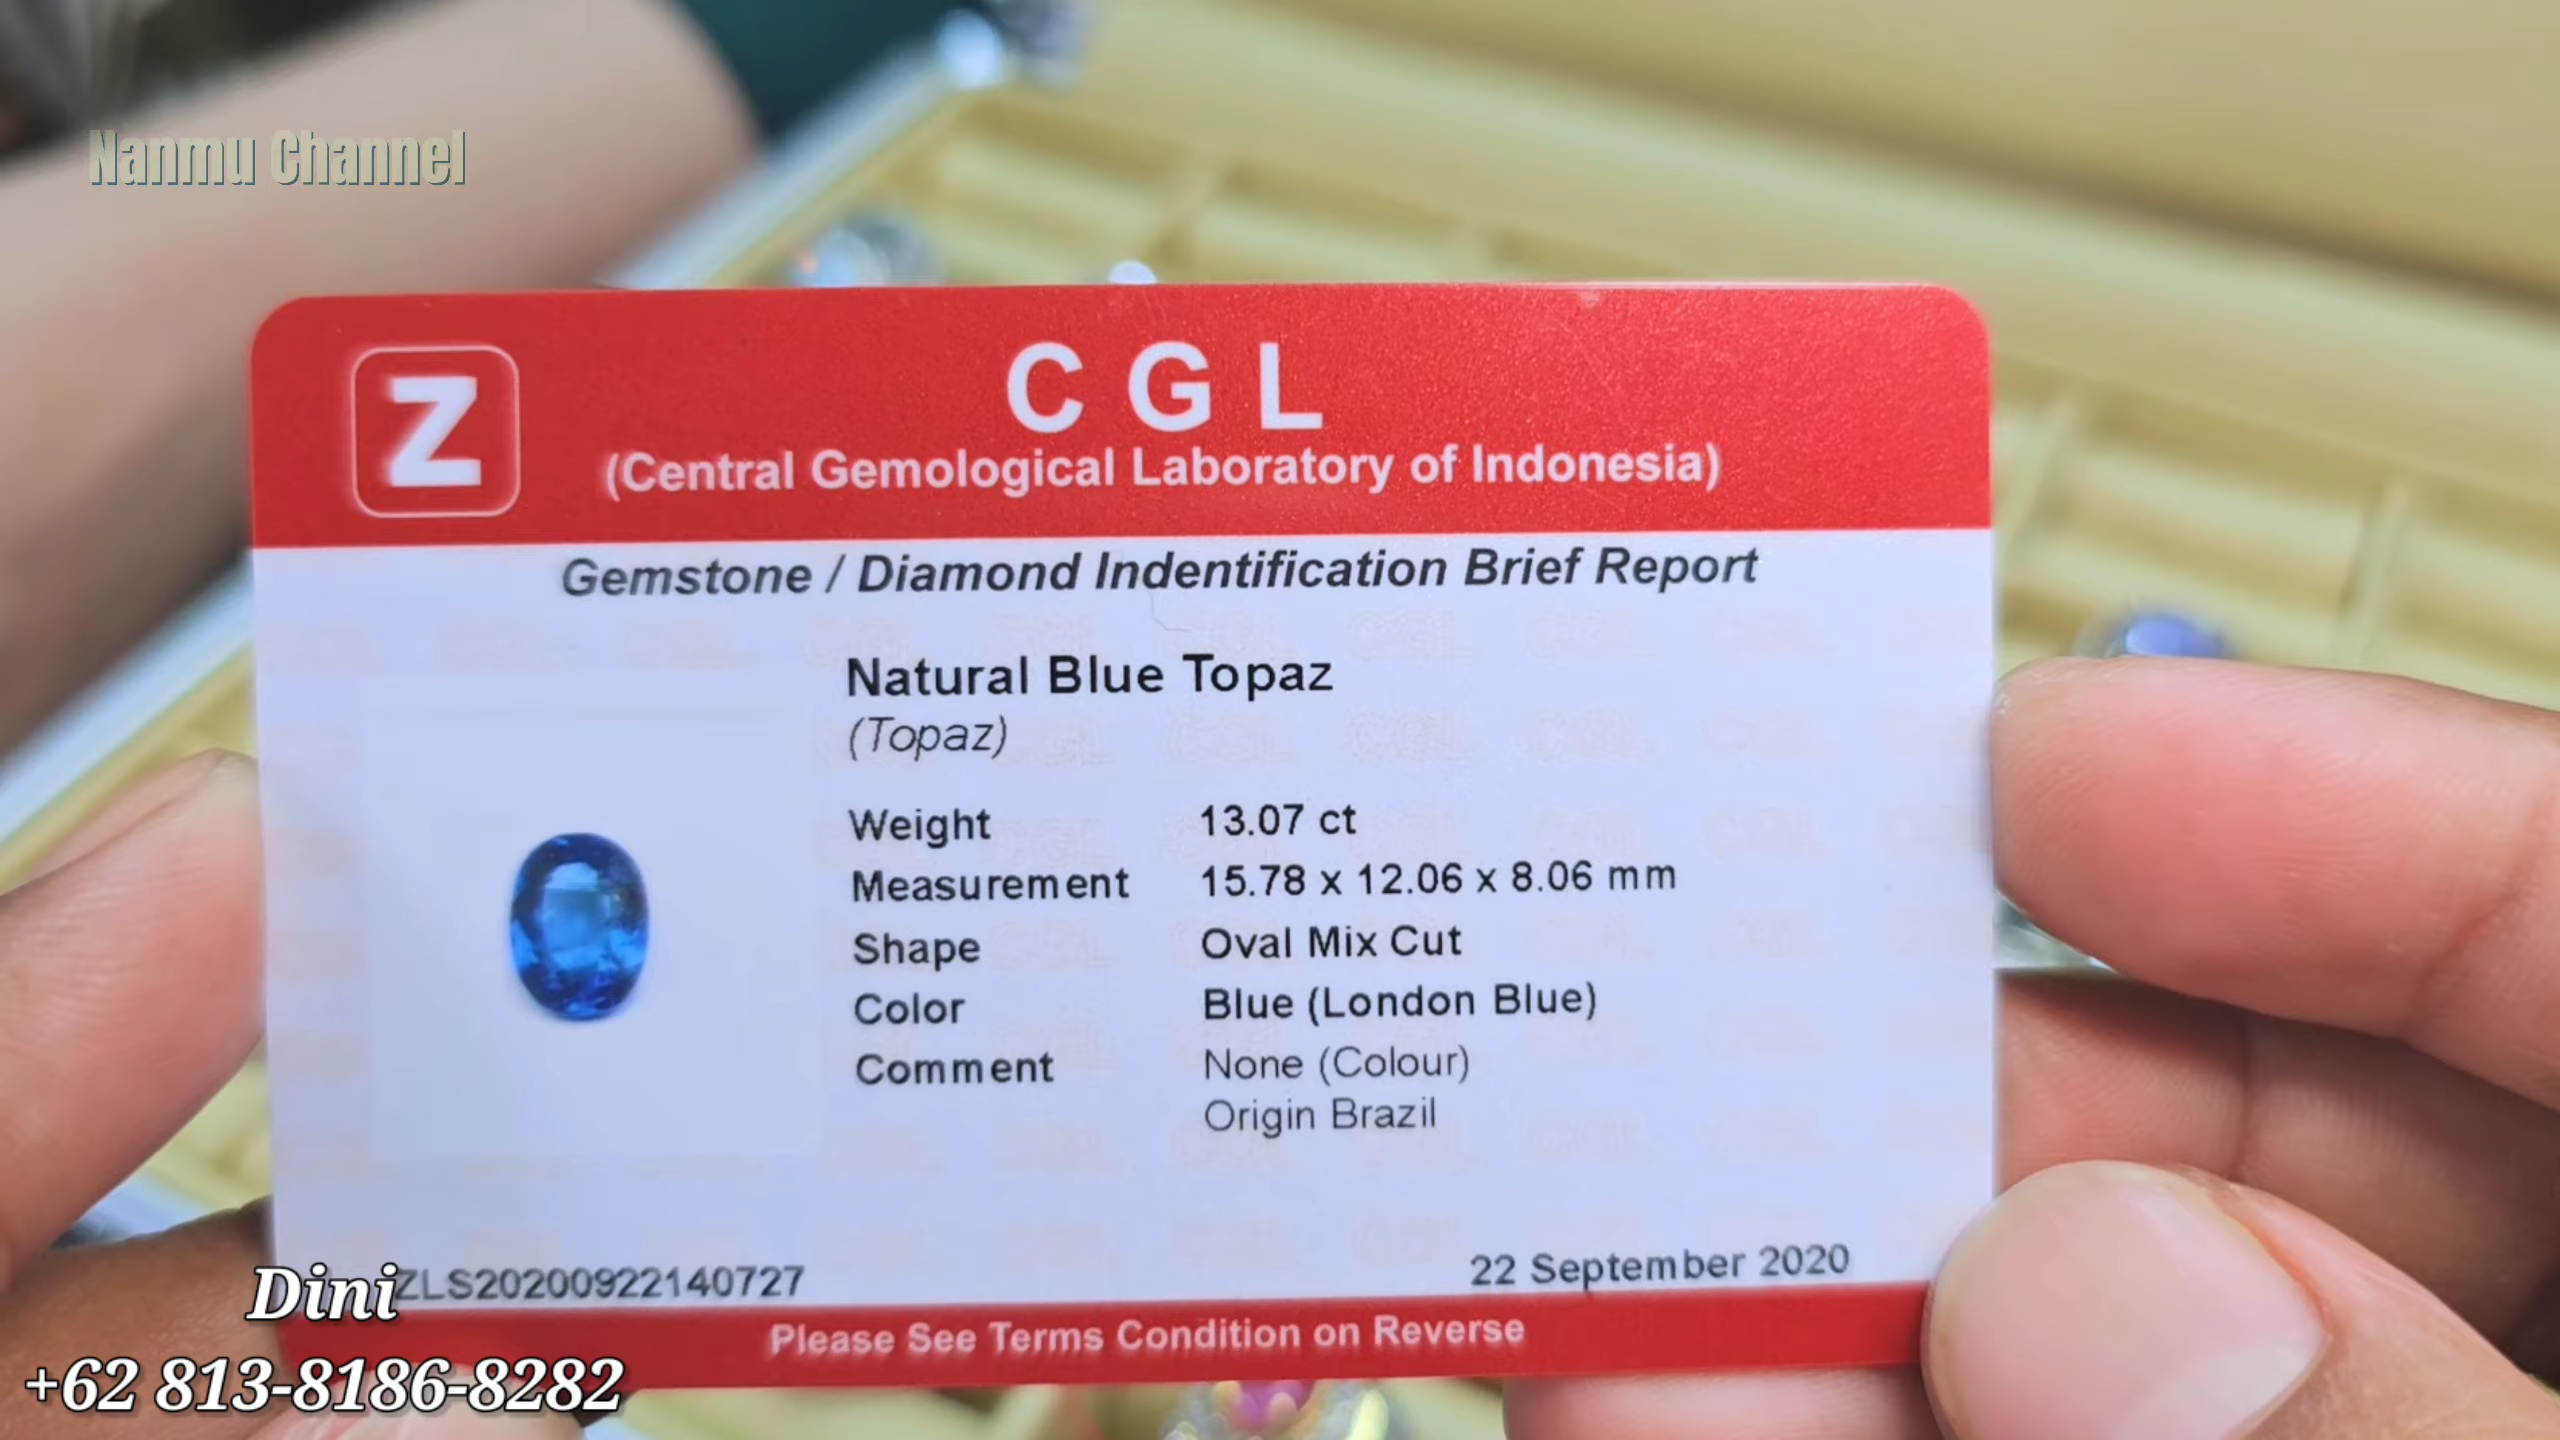 Nanmu Channel
Z
CGL
(Central Gemological Laboratory of Indonesia)
Gemstone / Diamond Indentification Brief Report
Natural Blue Topaz
(Topaz)
Weight 13.07 ct
Measurement 15.78 x 12.06 x 8.06 mm
Shape Oval Mix Cut
Color Blue (London Blue)
Comment None (Colour)
Origin Brazil
ZLS20200922140727 22 September 2020
Please See Terms Condition on Reverse
Dini
+62 813-8186-8282